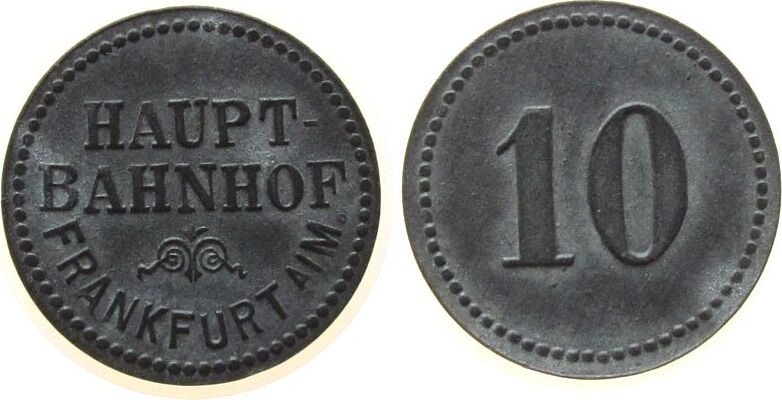 HAUPT-
BAHNHOF
FRANKFURT A/M.
10